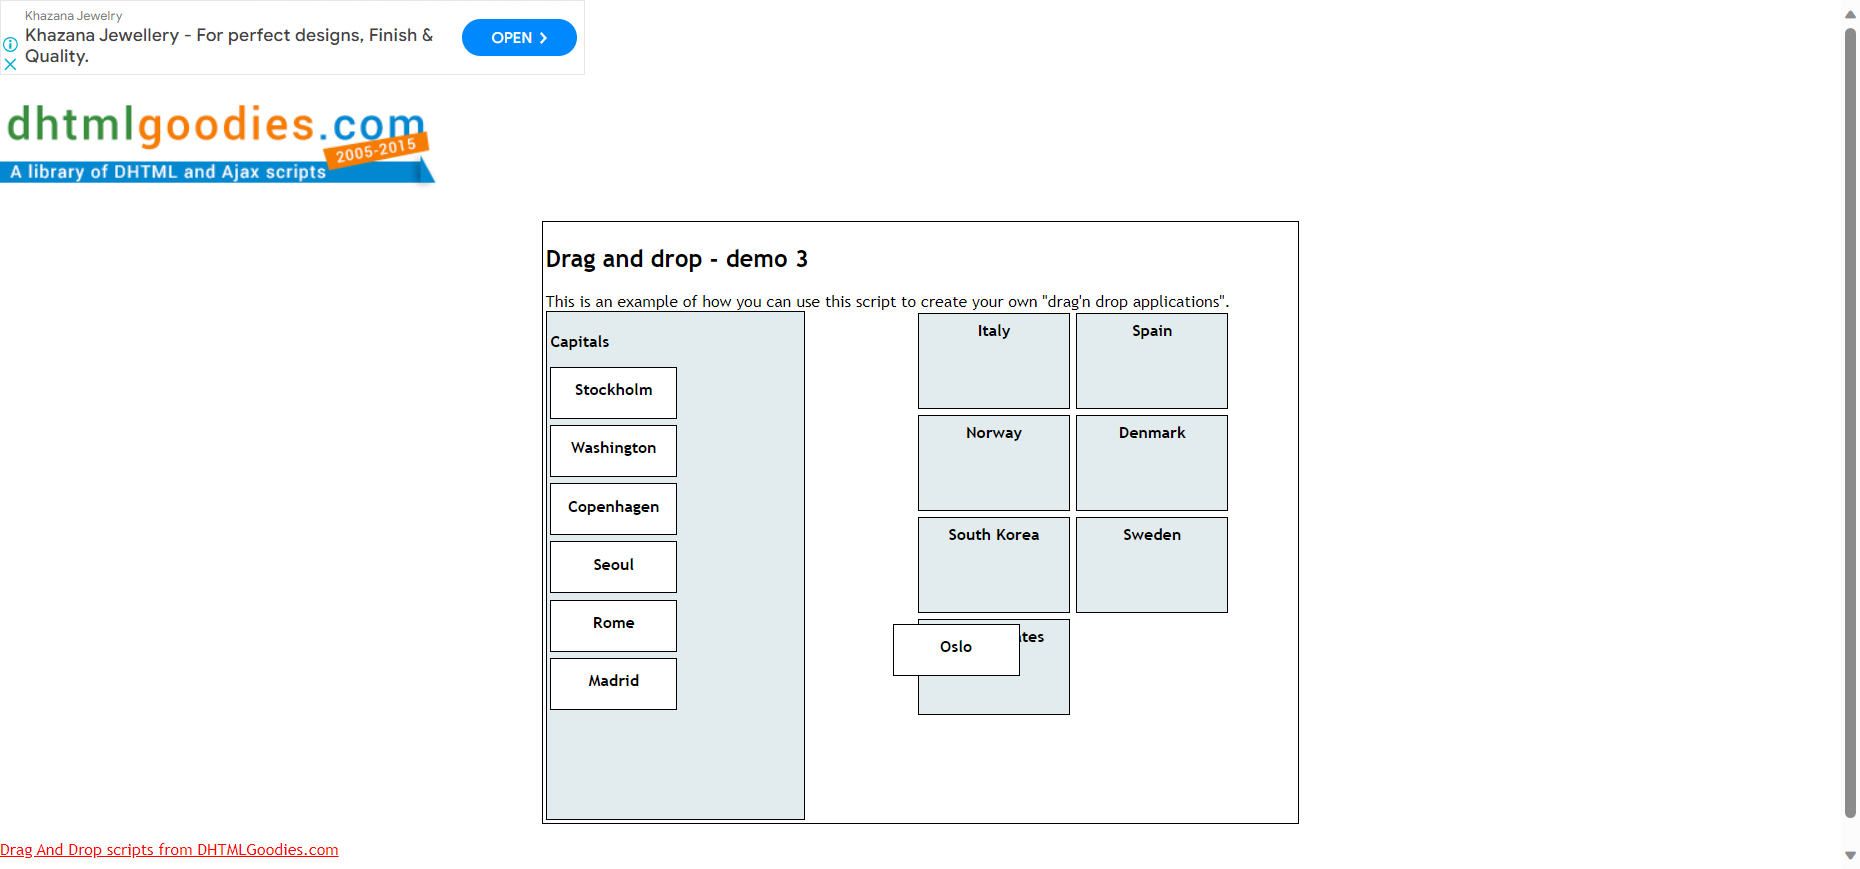 Khazana Jewelry
Khazana Jewellery - For perfect designs, Finish &
Quality.
OPEN
dhtmlgoodies.com
2005-2015
A library of DHTML and Ajax scripts
Drag and drop - demo 3
This is an example of how you can use this script to create your own "drag'n drop applications".
Capitals
Stockholm
Washington
Copenhagen
Seoul
Rome
Madrid
Italy
Spain
Norway
Denmark
South Korea
Sweden
Oslo
Drag And Drop scripts from DHTMLGoodies.com